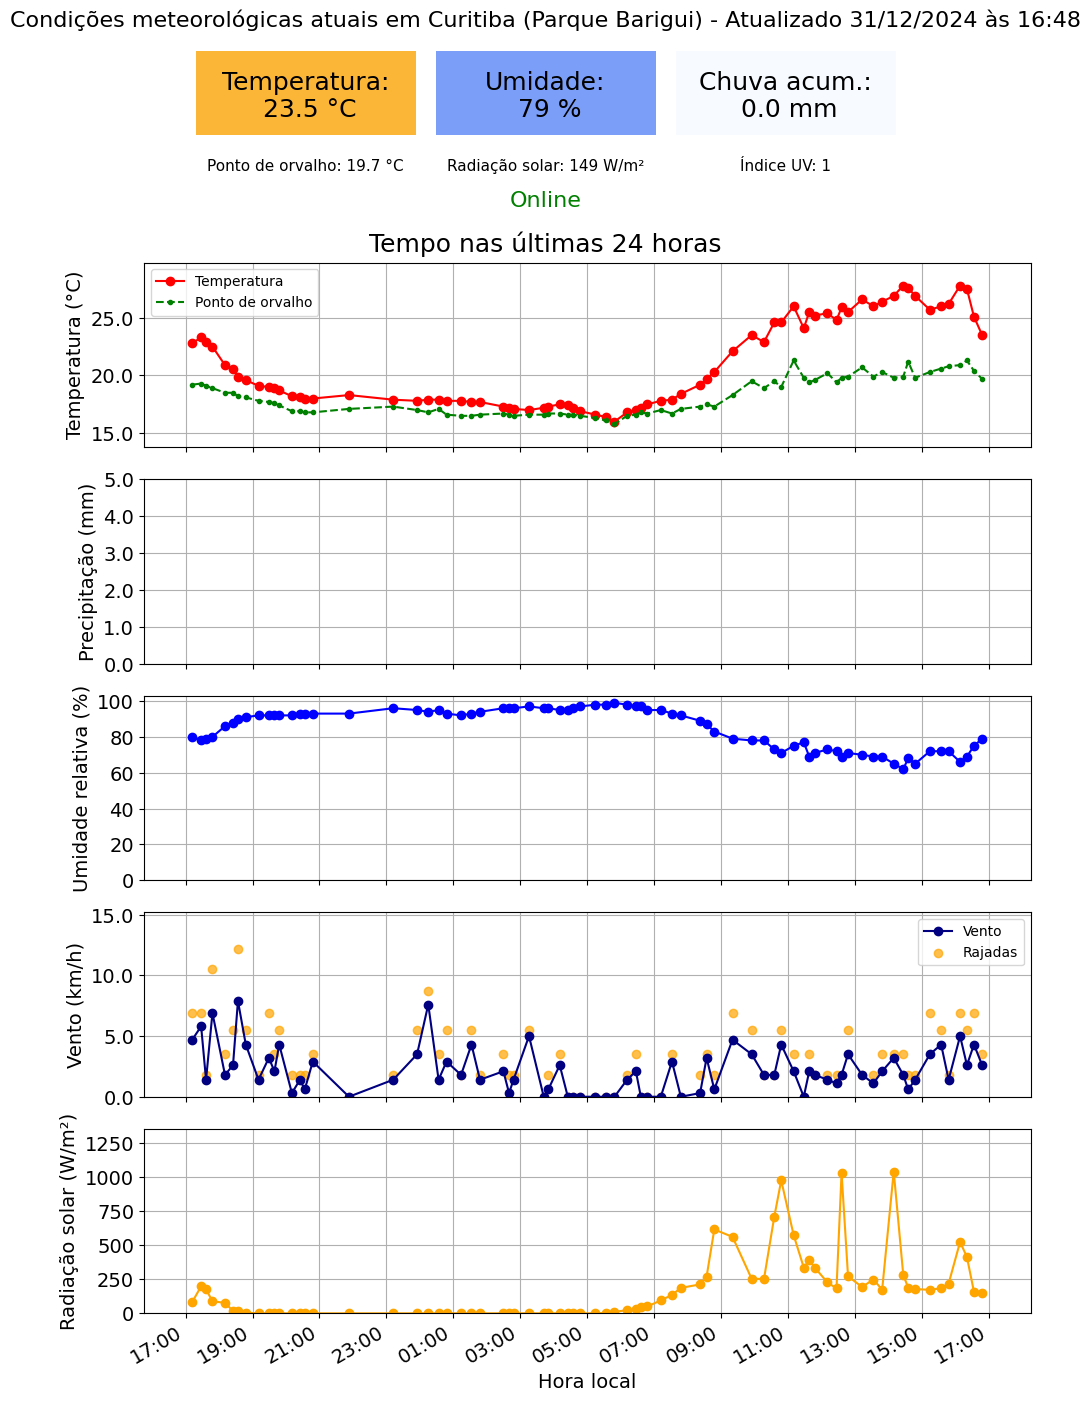 Condições meteorológicas atuais em Curitiba (Parque Barigui) - Atualizado 31/12/2024 às 16:48
Temperatura:
23.5 °C
Umidade:
79 %
Chuva acum.:
0.0 mm
Ponto de orvalho: 19.7 °C
Radiação solar: 149 W/m²
Índice UV: 1
Online
Tempo nas últimas 24 horas
Temperatura (°C)
25.0
20.0
15.0
Temperatura
Ponto de orvalho
Precipitação (mm)
5.0
4.0
3.0
2.0
1.0
0.0
Umidade relativa (%)
100
80
60
40
20
0
Vento (km/h)
15.0
10.0
5.0
0.0
Vento
Rajadas
Radiação solar (W/m²)
1250
1000
750
500
250
0
17:00
19:00
21:00
23:00
01:00
03:00
05:00
07:00
09:00
11:00
13:00
15:00
17:00
Hora local